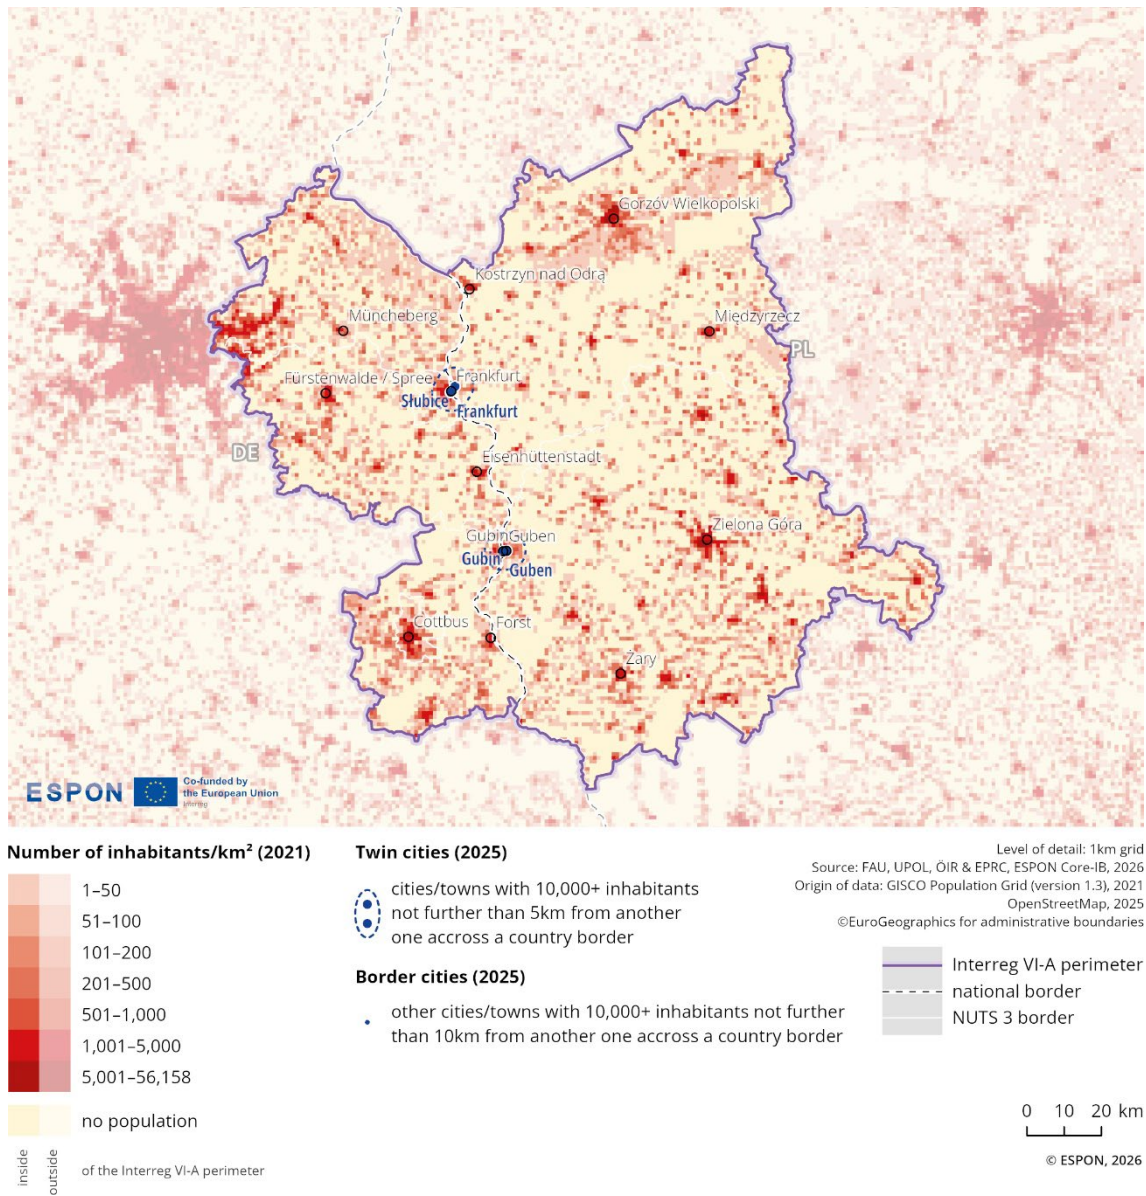 Gorzów Wielkopolski
Kostrzyn nad Odrą
Müncheberg
Międzyrzecz
PL
Fürstenwalde / Spree
Frankfurt
Słubice
Frankfurt
DE
Eisenhüttenstadt
Zielona Góra
GubinGuben
Gubin
Guben
Cottbus
Forst
Żary
ESPON
Co-funded by
the European Union
Interreg
Number of inhabitants/km² (2021)
1–50
51–100
101–200
201–500
501–1,000
1,001–5,000
5,001–56,158
no population
inside
outside
of the Interreg VI-A perimeter
Twin cities (2025)
cities/towns with 10,000+ inhabitants
not further than 5km from another
one accross a country border
Border cities (2025)
other cities/towns with 10,000+ inhabitants not further
than 10km from another one accross a country border
Level of detail: 1km grid
Source: FAU, UPOL, ÖIR & EPRC, ESPON Core-IB, 2026
Origin of data: GISCO Population Grid (version 1.3), 2021
OpenStreetMap, 2025
©EuroGeographics for administrative boundaries
Interreg VI-A perimeter
national border
NUTS 3 border
0 10 20 km
© ESPON, 2026